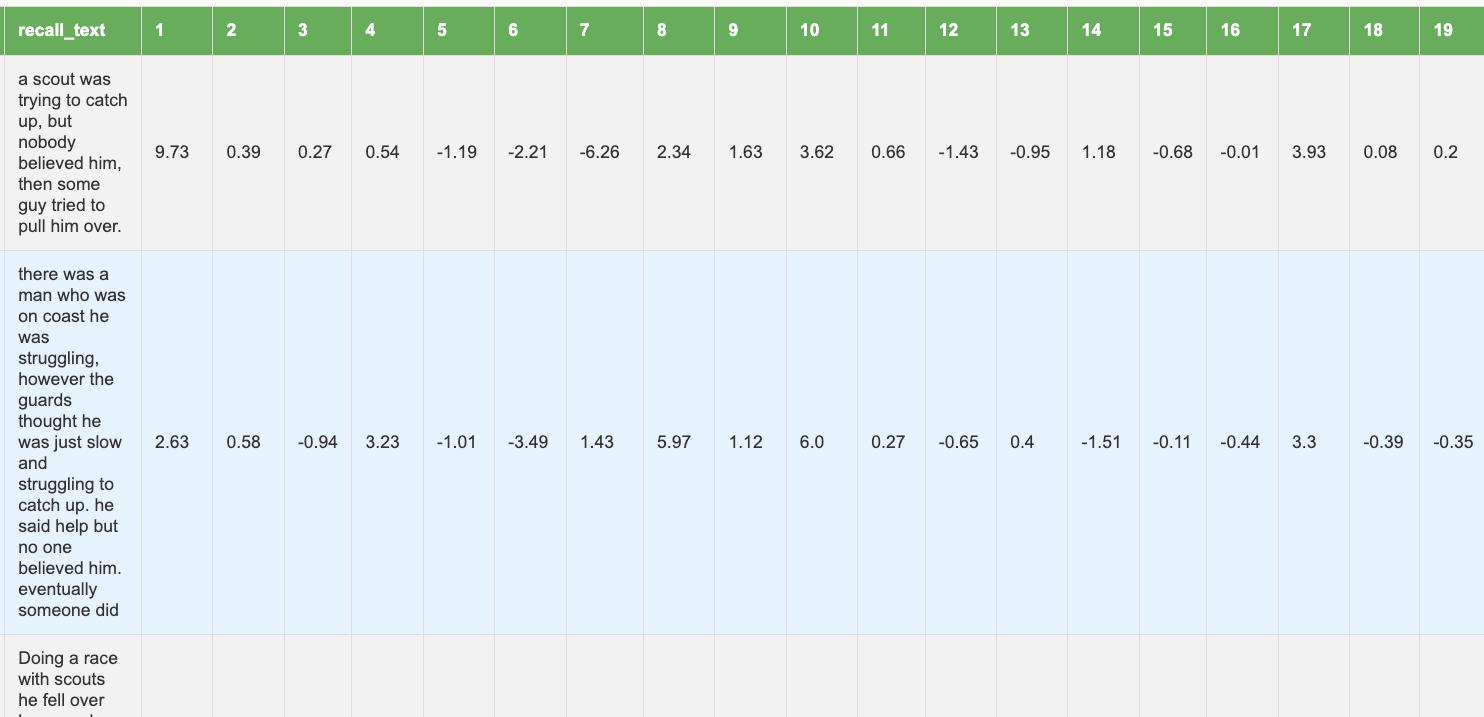 recall_text 1 2 3 4 5 6 7 8 9 10 11 12 13 14 15 16 17 18 19
a scout was
trying to catch
up, but
nobody
believed him,
then some
guy tried to
pull him over.
9.73 0.39 0.27 0.54 -1.19 -2.21 -6.26 2.34 1.63 3.62 0.66 -1.43 -0.95 1.18 -0.68 -0.01 3.93 0.08 0.2
there was a
man who was
on coast he
was
struggling,
however the
guards
thought he
was just slow
and
struggling to
catch up. he
said help but
no one
believed him.
eventually
someone did
2.63 0.58 -0.94 3.23 -1.01 -3.49 1.43 5.97 1.12 6.0 0.27 -0.65 0.4 -1.51 -0.11 -0.44 3.3 -0.39 -0.35
Doing a race
with scouts
he fell over